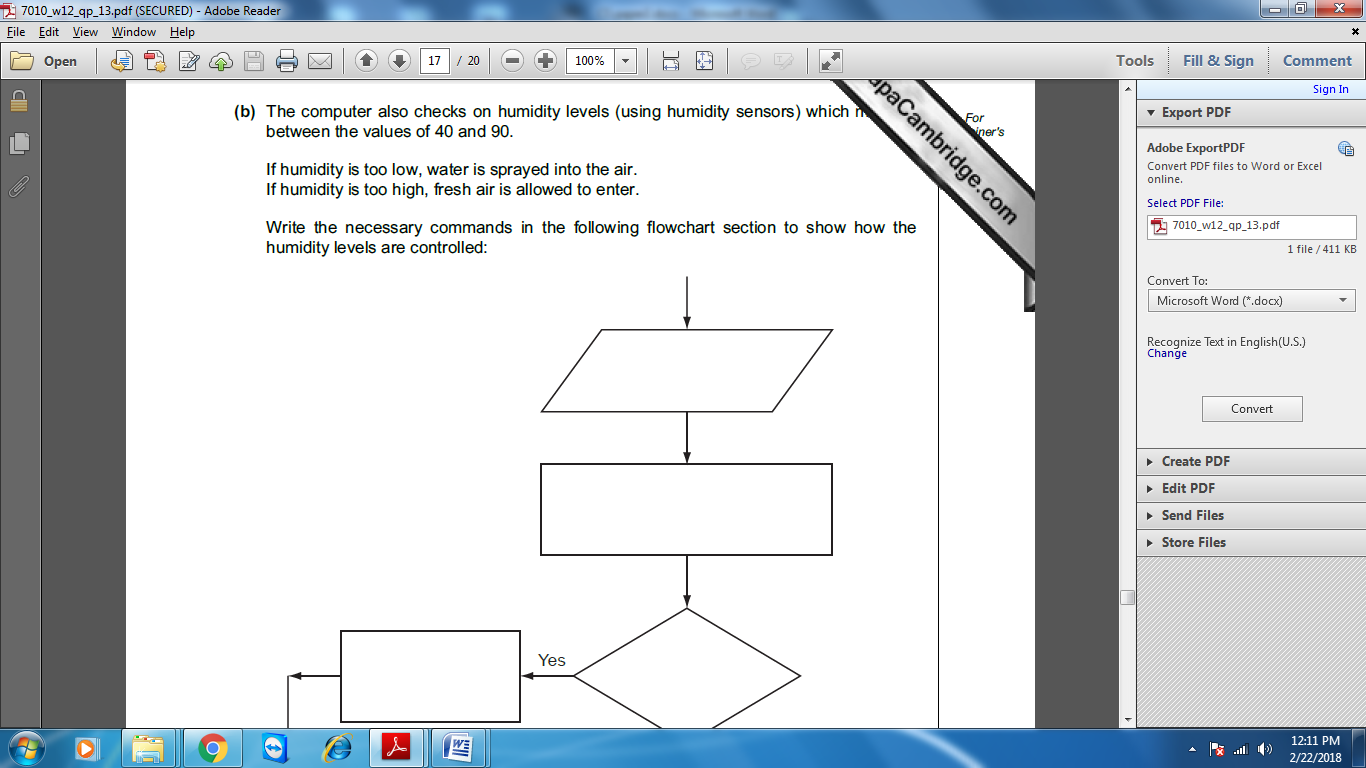 7010_w12_qp_13.pdf (SECURED) - Adobe Reader
File Edit View Window Help
Open 17 / 20 100% Tools Fill & Sign Comment
Sign In
(b) The computer also checks on humidity levels (using humidity sensors) which
between the values of 40 and 90.
If humidity is too low, water is sprayed into the air.
If humidity is too high, fresh air is allowed to enter.
Write the necessary commands in the following flowchart section to show how the
humidity levels are controlled:
For
apaCambridge.com
Yes
Export PDF
Adobe ExportPDF
Convert PDF files to Word or Excel
online.
Select PDF File:
7010_w12_qp_13.pdf
1 file / 411 KB
Convert To:
Microsoft Word (*.docx)
Recognize Text in English(U.S.)
Change
Convert
Create PDF
Edit PDF
Send Files
Store Files
12:11 PM
2/22/2018